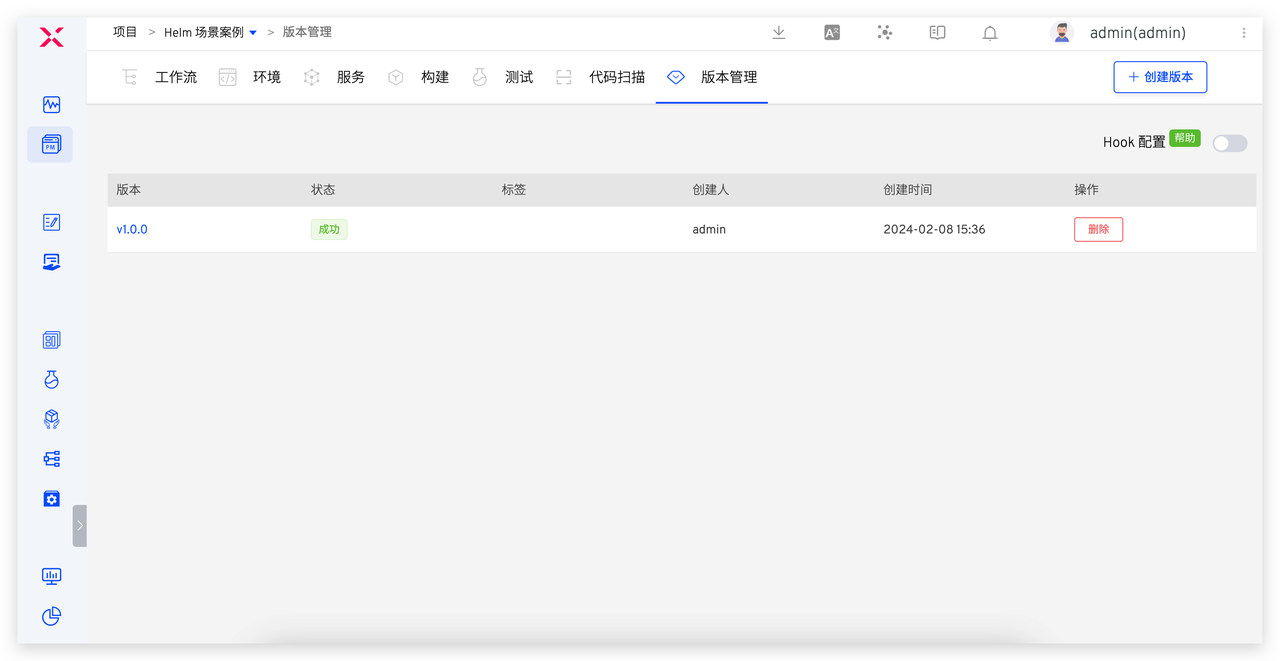 项目 > Helm 场景案例 > 版本管理 admin(admin)
工作流 环境 服务 构建 测试 代码扫描 版本管理 + 创建版本
Hook 配置 帮助
版本 状态 标签 创建人 创建时间 操作
v1.0.0 成功 admin 2024-02-08 15:36 删除
PM